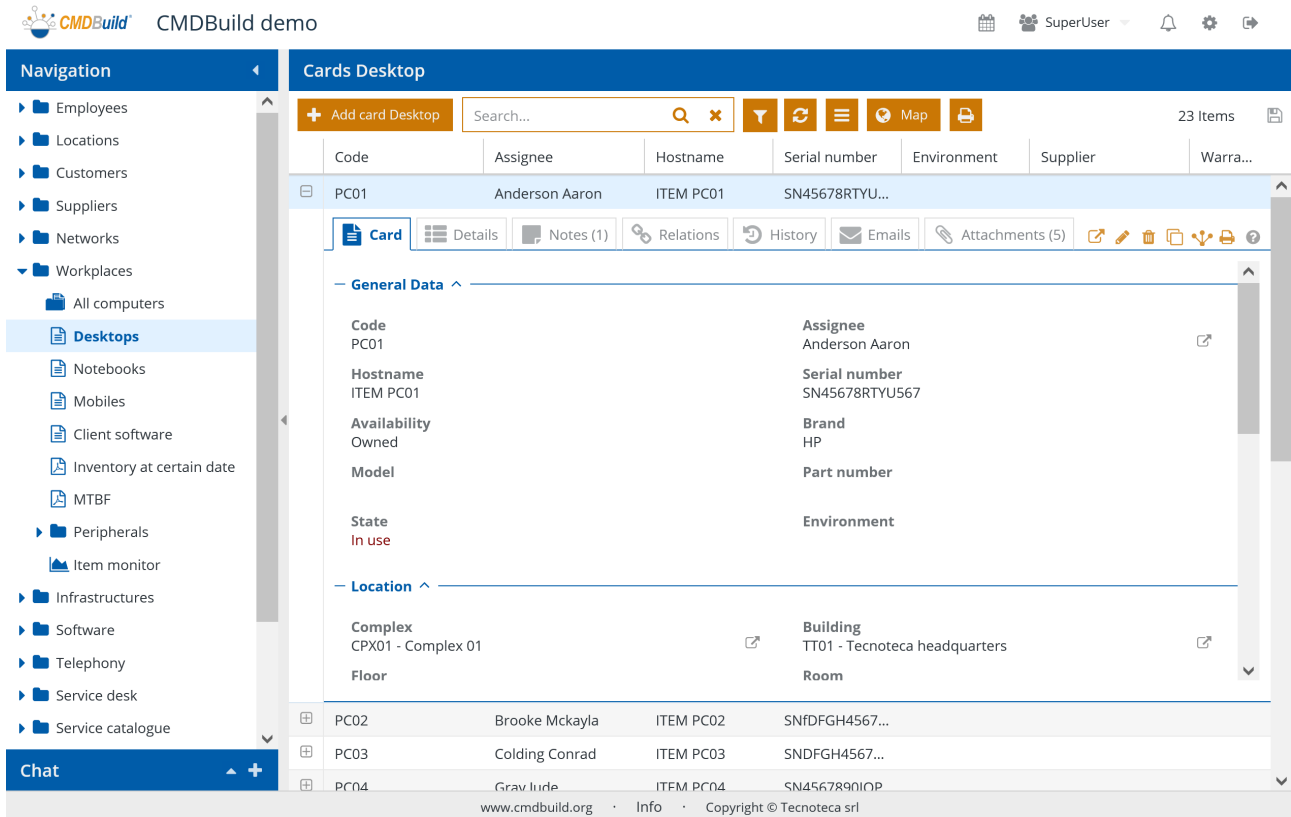 CMDBuild CMDBuild demo SuperUser
Navigation
Employees
Locations
Customers
Suppliers
Networks
Workplaces
All computers
Desktops
Notebooks
Mobiles
Client software
Inventory at certain date
MTBF
Peripherals
Item monitor
Infrastructures
Software
Telephony
Service desk
Service catalogue
Chat
Cards Desktop
Add card Desktop Search... Map 23 Items
Code Assignee Hostname Serial number Environment Supplier Warra...
PC01 Anderson Aaron ITEM PC01 SN45678RTYU...
Card Details Notes (1) Relations History Emails Attachments (5)
General Data
Code Assignee
PC01 Anderson Aaron
Hostname Serial number
ITEM PC01 SN45678RTYU567
Availability Brand
Owned HP
Model Part number
State Environment
In use
Location
Complex Building
CPX01 - Complex 01 TT01 - Tecnoteca headquarters
Floor Room
PC02 Brooke Mckayla ITEM PC02 SNfDFGH4567...
PC03 Colding Conrad ITEM PC03 SNDFGH4567...
PC04 Gray Jude ITEM PC04 SN4567890IOP
www.cmdbuild.org · Info · Copyright © Tecnoteca srl